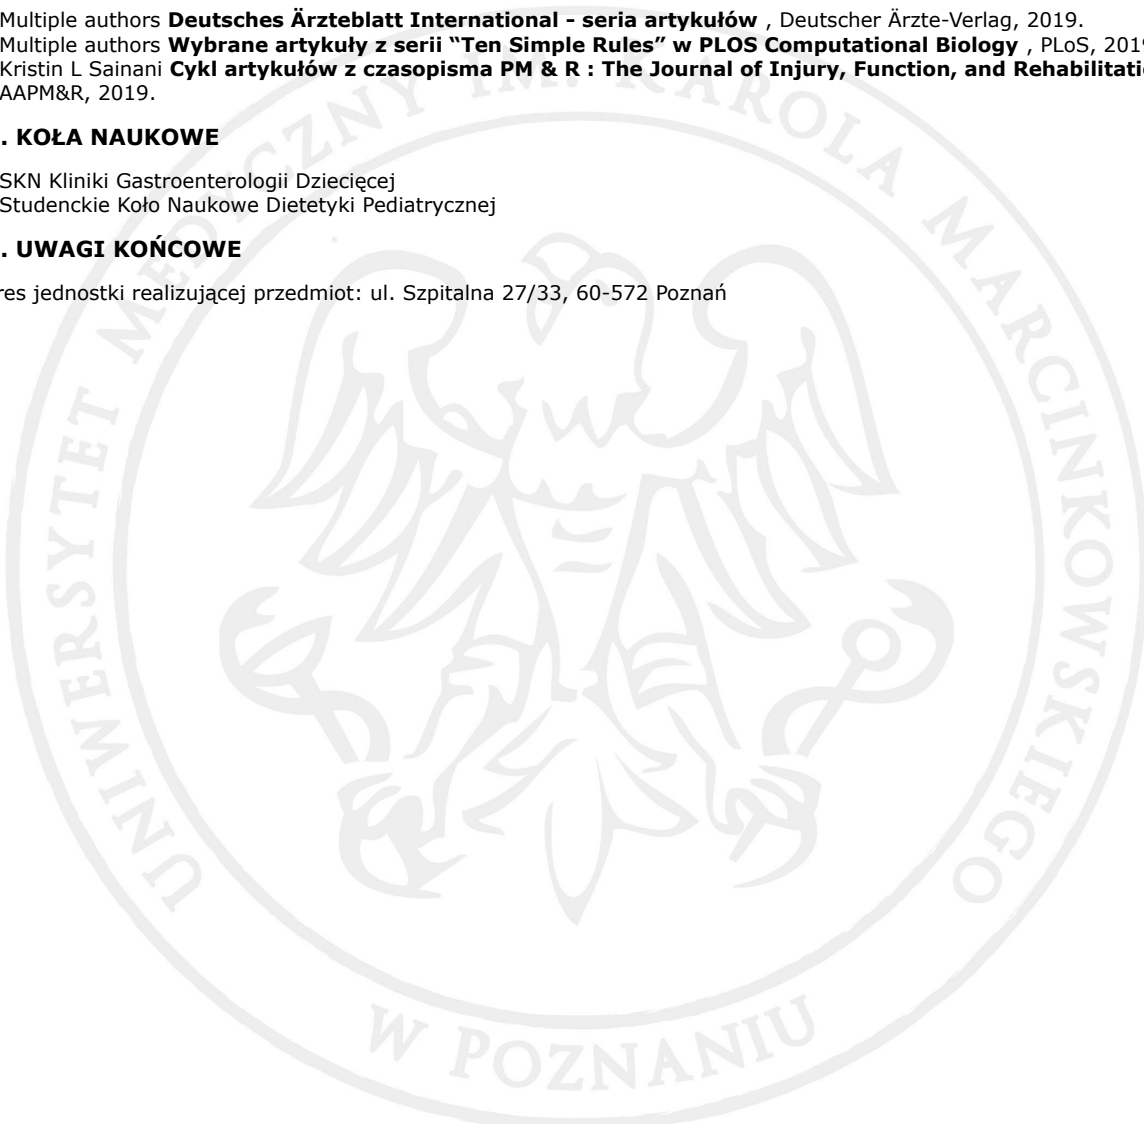 Multiple authors Deutsches Ärzteblatt International - seria artykułów , Deutscher Ärzte-Verlag, 2019.
Multiple authors Wybrane artykuły z serii “Ten Simple Rules” w PLOS Computational Biology , PLoS, 2019
Kristin L Sainani Cykl artykułów z czasopisma PM & R : The Journal of Injury, Function, and Rehabilitati
AAPM&R, 2019.
. KOŁA NAUKOWE
SKN Kliniki Gastroenterologii Dziecięcej
Studenckie Koło Naukowe Dietetyki Pediatrycznej
. UWAGI KOŃCOWE
res jednostki realizującej przedmiot: ul. Szpitalna 27/33, 60-572 Poznań
UNIWERSYTET MEDYCZNY IM. KAROLA MARCINKOWSKIEGO
W POZNANIU